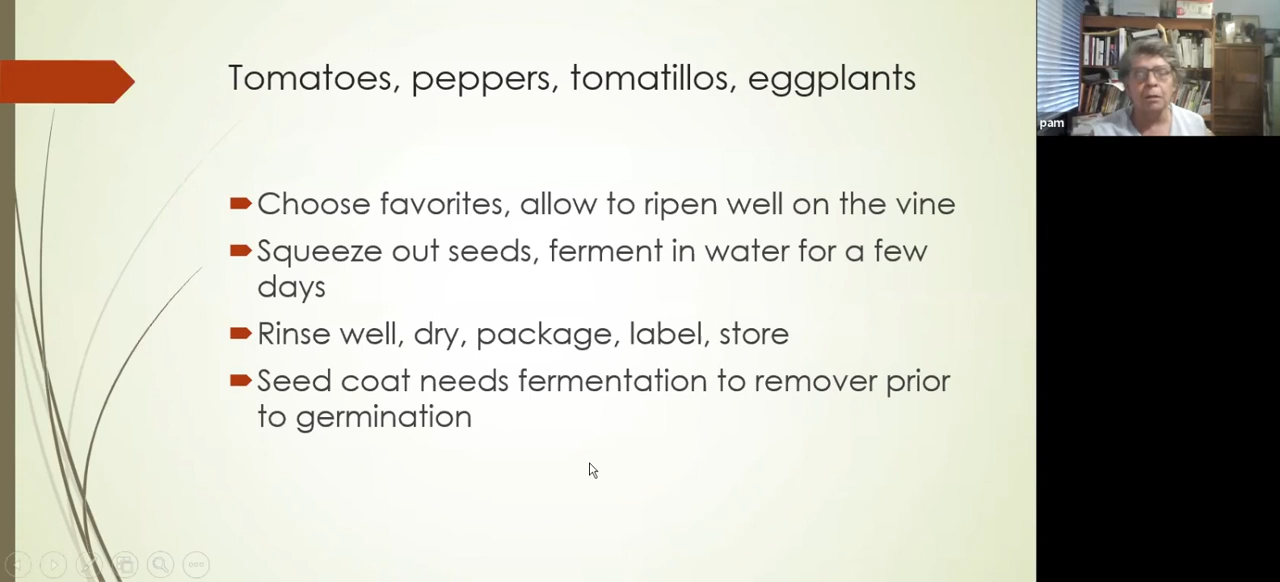 Tomatoes, peppers, tomatillos, eggplants
Choose favorites, allow to ripen well on the vine
Squeeze out seeds, ferment in water for a few
days
Rinse well, dry, package, label, store
Seed coat needs fermentation to remover prior
to germination
pam